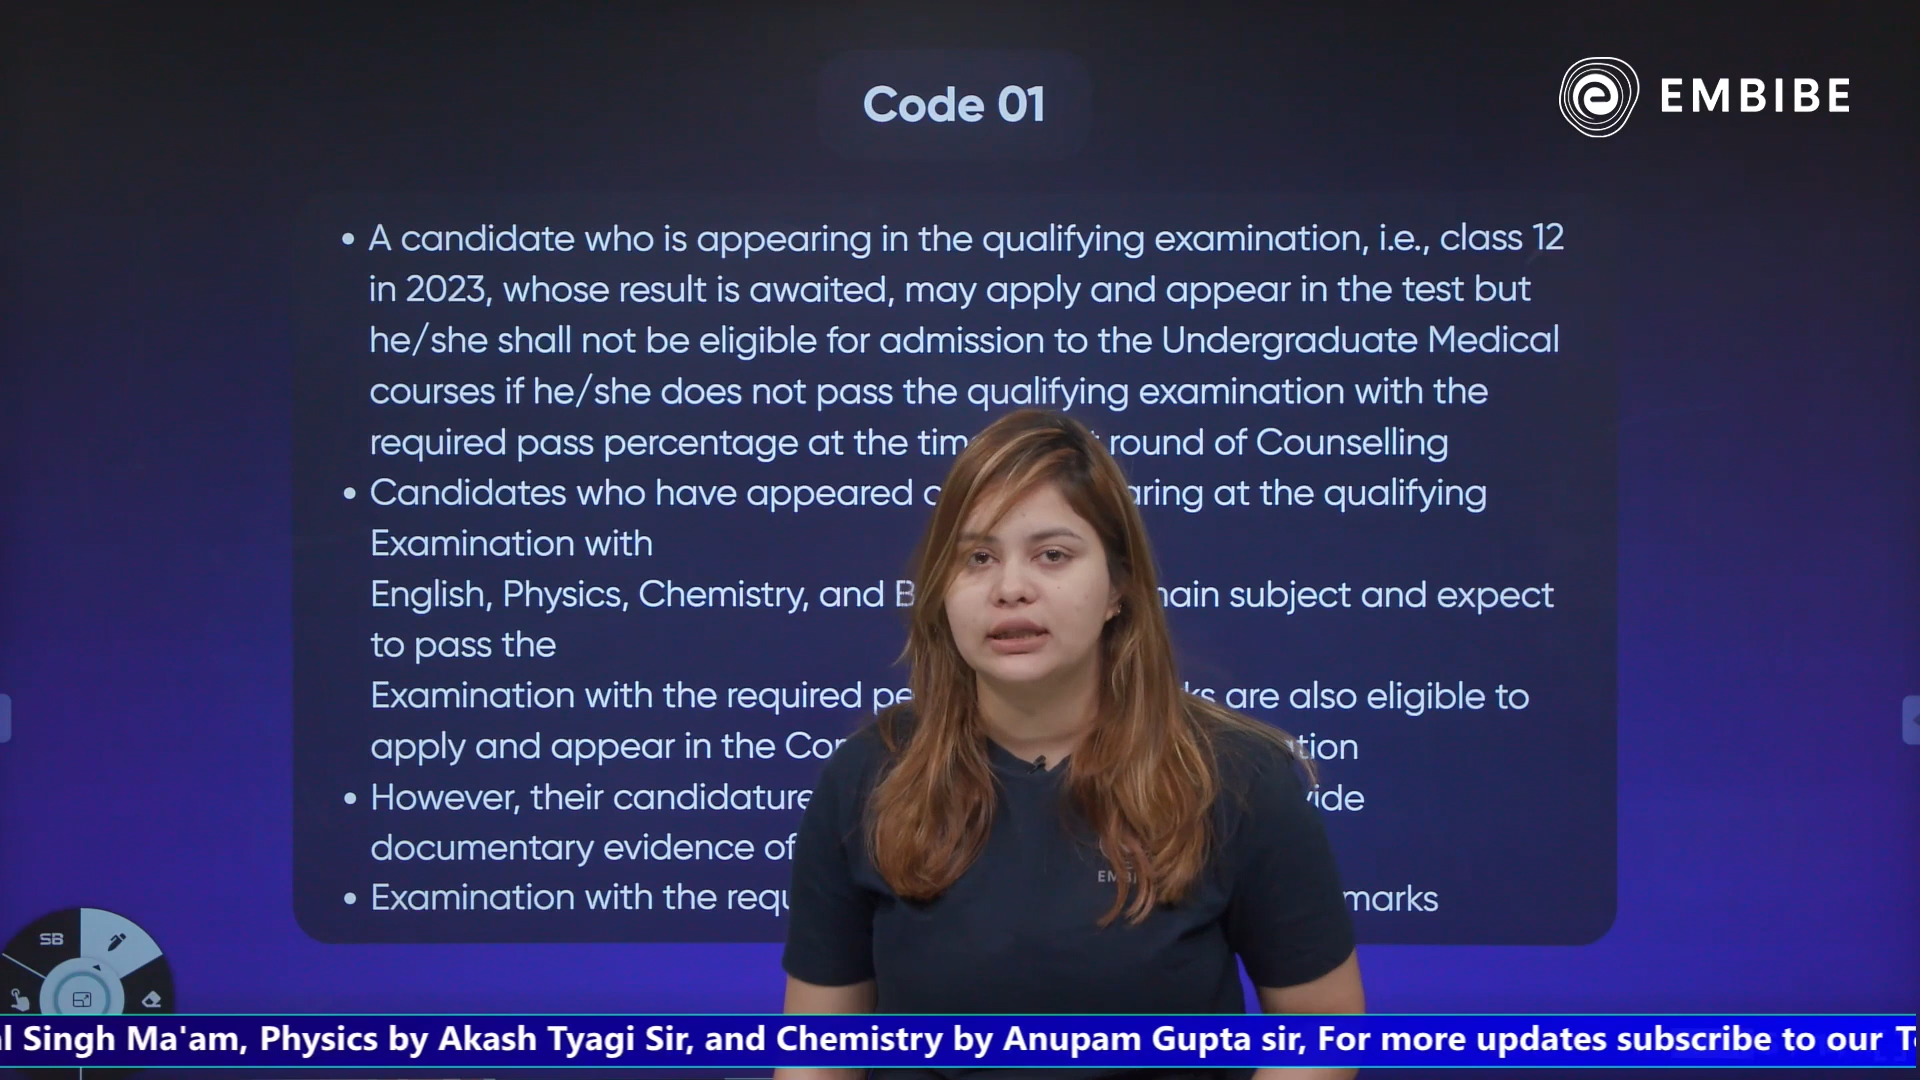 Code 01
EMBIBE
• A candidate who is appearing in the qualifying examination, i.e., class 12
in 2023, whose result is awaited, may apply and appear in the test but
he/she shall not be eligible for admission to the Undergraduate Medical
courses if he/she does not pass the qualifying examination with the
required pass percentage at the round of Counselling
• Candidates who have appeared at the qualifying
Examination with
English, Physics, Chemistry, and subject and expect
to pass the
Examination with the required are also eligible to
apply and appear in the
• However, their candidature
documentary evidence of
• Examination with the marks
SB
Singh Ma'am, Physics by Akash Tyagi Sir, and Chemistry by Anupam Gupta sir, For more updates subscribe to our